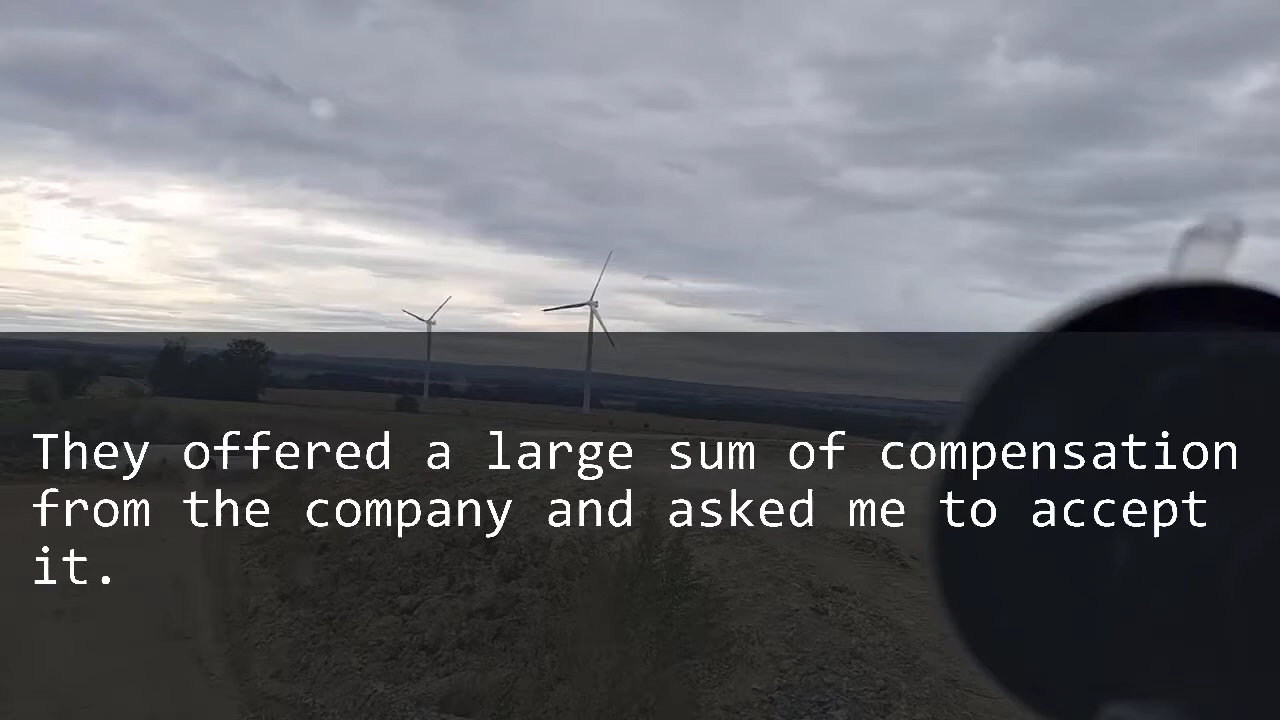 They offered a large sum of compensation
from the company and asked me to accept
it.